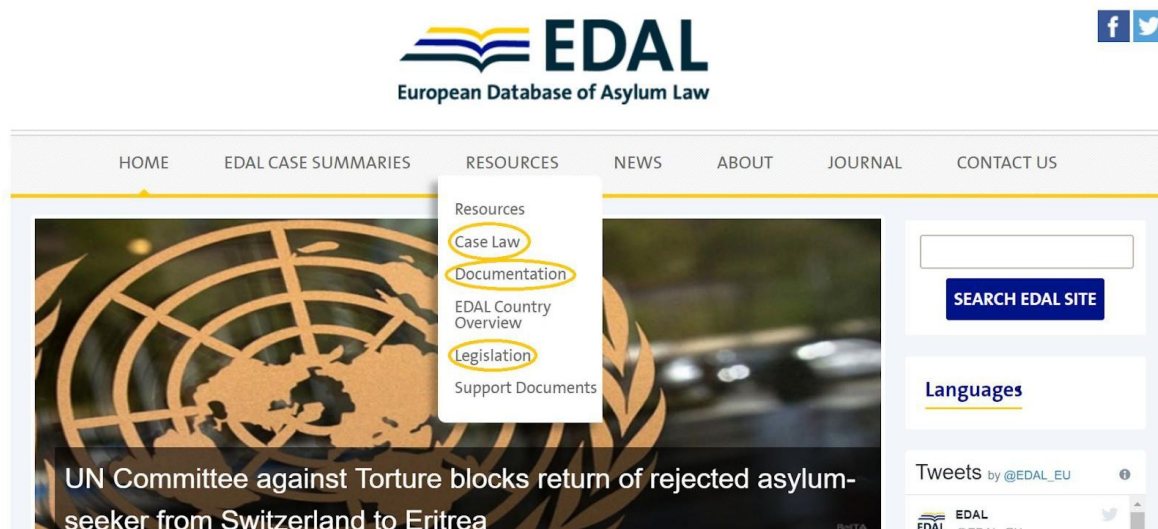 EDAL
European Database of Asylum Law
HOME EDAL CASE SUMMARIES RESOURCES NEWS ABOUT JOURNAL CONTACT US
Resources
Case Law
Documentation
EDAL Country
Overview
Legislation
Support Documents
UN Committee against Torture blocks return of rejected asylum-
seeker from Switzerland to Eritrea
SEARCH EDAL SITE
Languages
Tweets by @EDAL_EU
EDAL
EDAL @EDAL_EU